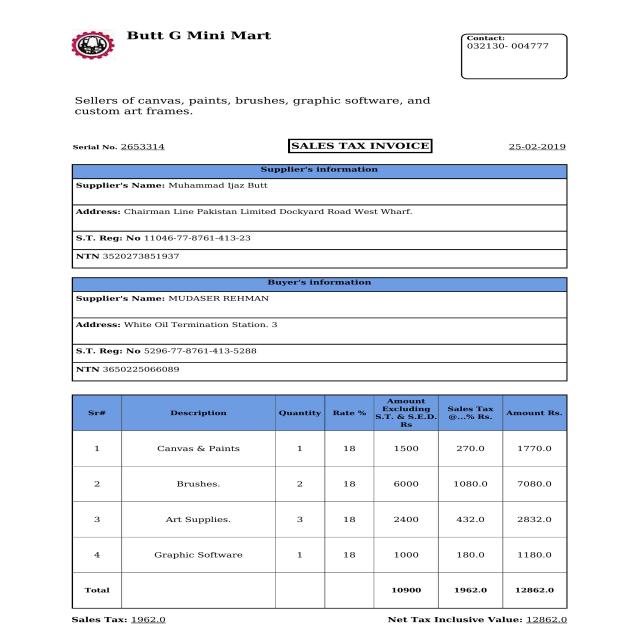 Butt G Mini Mart
Contact:
032130- 004777
Sellers of canvas, paints, brushes, graphic software, and
custom art frames.
Serial No. 2653314 SALES TAX INVOICE 25-02-2019
Supplier's information
Supplier's Name: Muhammad Ijaz Butt
Address: Chairman Line Pakistan Limited Dockyard Road West Wharf.
S.T. Reg: No 11046-77-8761-413-23
NTN 3520273851937
Buyer's information
Supplier's Name: MUDASER REHMAN
Address: White Oil Termination Station. 3
S.T. Reg: No 5296-77-8761-413-5288
NTN 3650225066089
Sr# Description Quantity Rate % Amount Excluding S.T. & S.E.D. Rs Sales Tax @...% Rs. Amount Rs.
1 Canvas & Paints 1 18 1500 270.0 1770.0
2 Brushes. 2 18 6000 1080.0 7080.0
3 Art Supplies. 3 18 2400 432.0 2832.0
4 Graphic Software 1 18 1000 180.0 1180.0
Total 10900 1962.0 12862.0
Sales Tax: 1962.0 Net Tax Inclusive Value: 12862.0